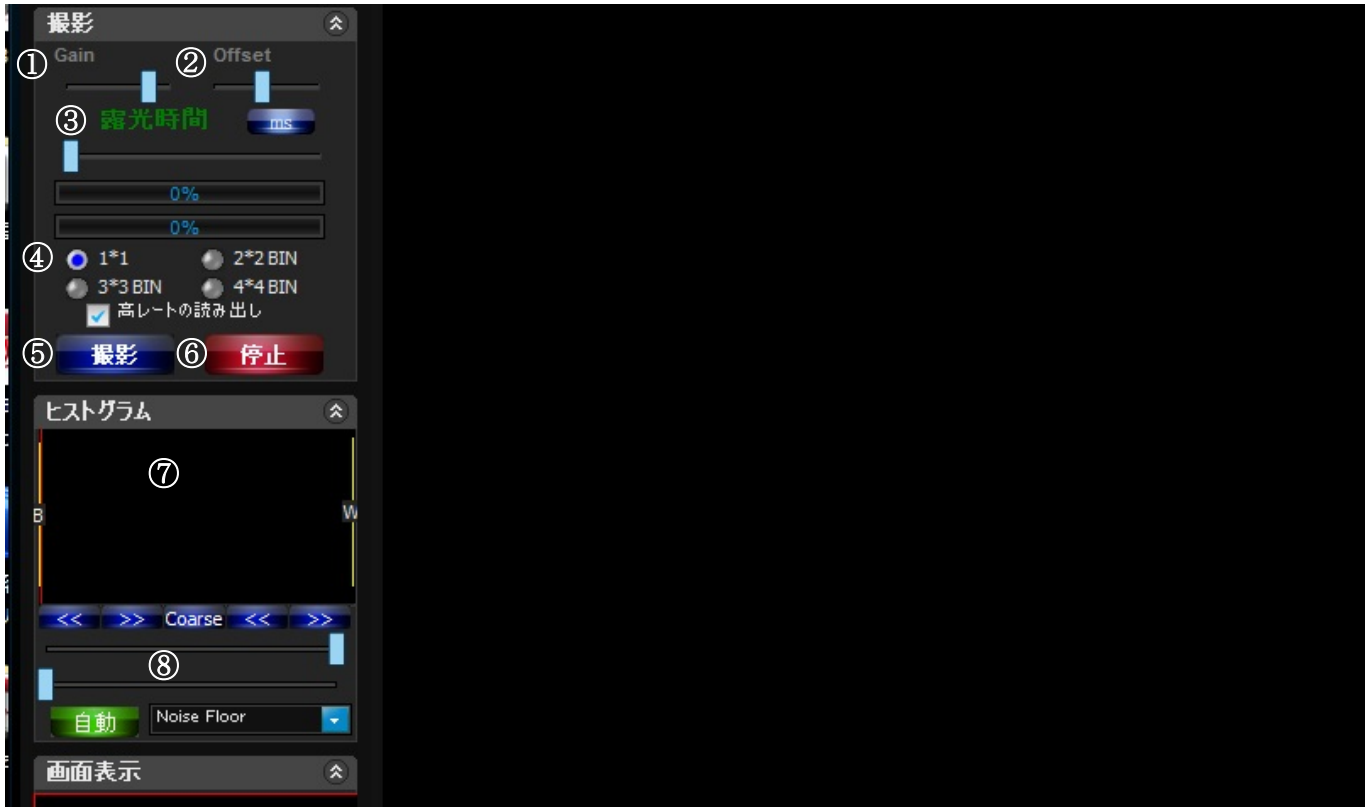 撮影
① Gain ② Offset
③ 露光時間 ms
0%
0%
④ 1*1 2*2 BIN
3*3 BIN 4*4 BIN
高レートの読み出し
⑤ 撮影 ⑥ 停止
ヒストグラム
⑦
B W
<< >> Coarse << >>
⑧
自動 Noise Floor
画面表示